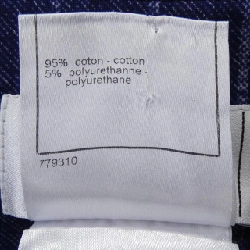 95% coton - cotton
5% polyurethanne -
polyurethane
779310